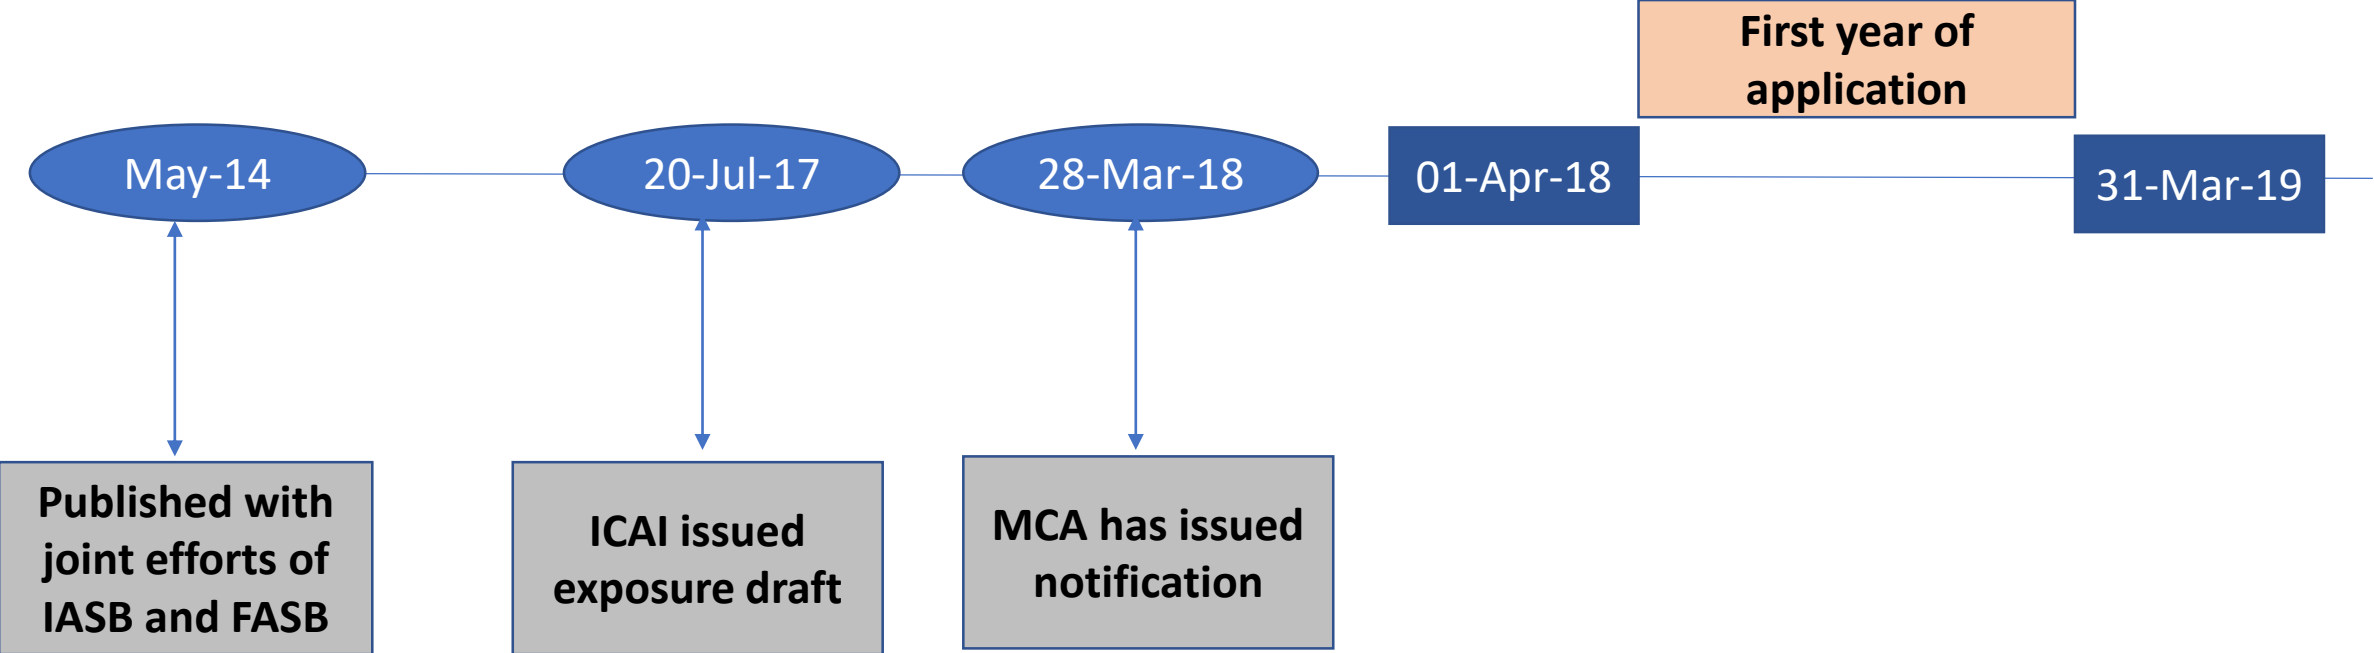 First year of
application
May-14
20-Jul-17
28-Mar-18
01-Apr-18
31-Mar-19
Published with
joint efforts of
IASB and FASB
ICAI issued
exposure draft
MCA has issued
notification